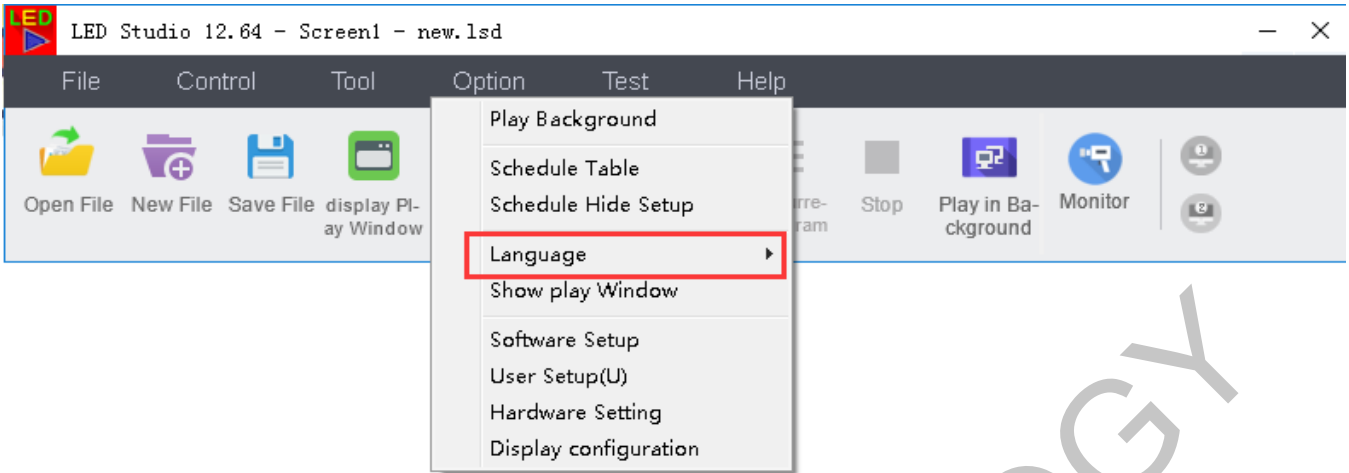 LED
LED Studio 12.64 - Screen1 - new.lsd
File Control Tool Option Test Help
Open File
New File
Save File
display Pl-
ay Window
Stop
Play in Ba-
ckground
Monitor
1
2
Play Background
Schedule Table
Schedule Hide Setup
Language
Show play Window
Software Setup
User Setup(U)
Hardware Setting
Display configuration